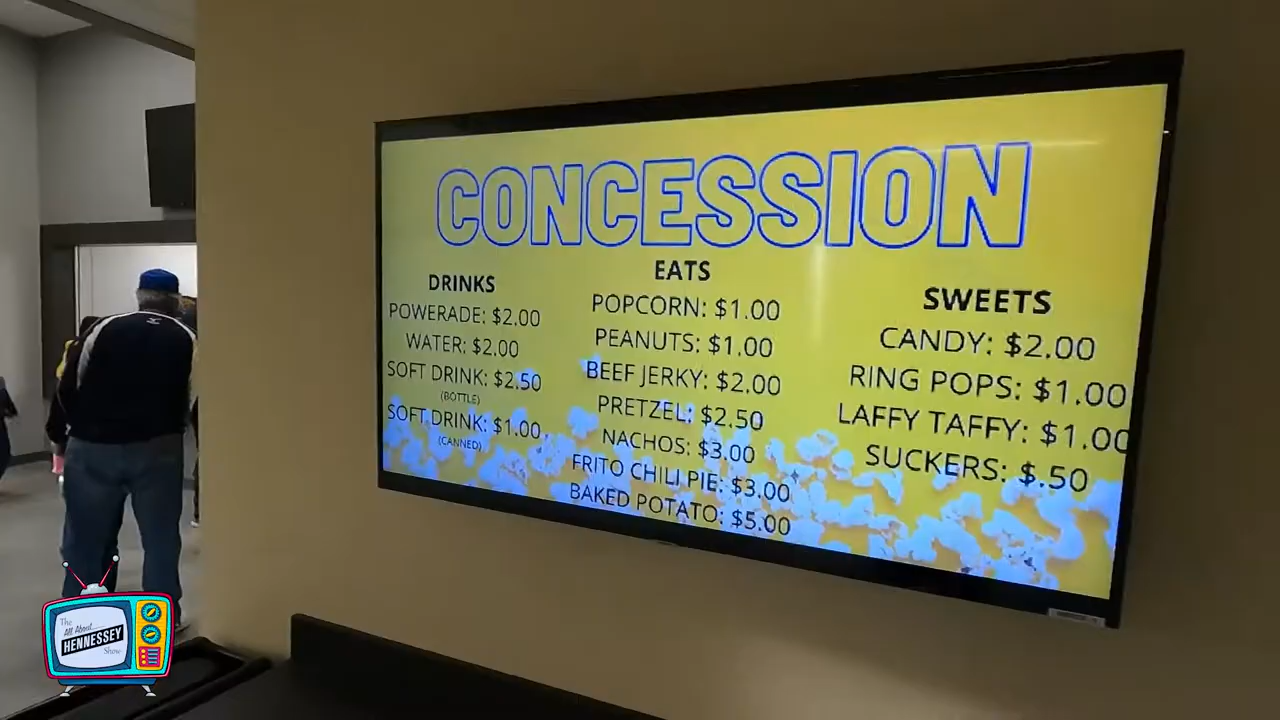 CONCESSION
DRINKS
POWERADE: $2.00
WATER: $2.00
SOFT DRINK: $2.50
(BOTTLE)
SOFT DRINK: $1.00
(CANNED)
EATS
POPCORN: $1.00
PEANUTS: $1.00
BEEF JERKY: $2.00
PRETZEL: $2.50
NACHOS: $3.00
FRITO CHILI PIE: $3.00
BAKED POTATO: $5.00
SWEETS
CANDY: $2.00
RING POPS: $1.00
LAFFY TAFFY: $1.00
SUCKERS: $.50
The
All About
HENNESSEY
Show